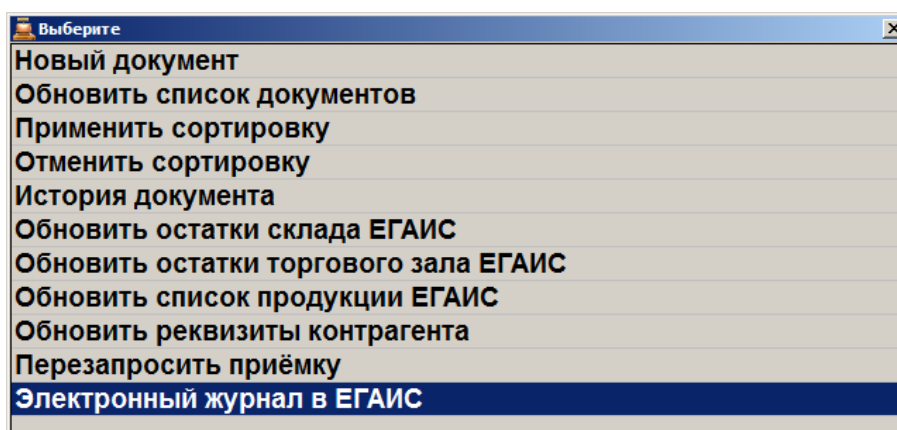 Выберите
Новый документ
Обновить список документов
Применить сортировку
Отменить сортировку
История документа
Обновить остатки склада ЕГАИС
Обновить остатки торгового зала ЕГАИС
Обновить список продукции ЕГАИС
Обновить реквизиты контрагента
Перезапросить приёмку
Электронный журнал в ЕГАИС